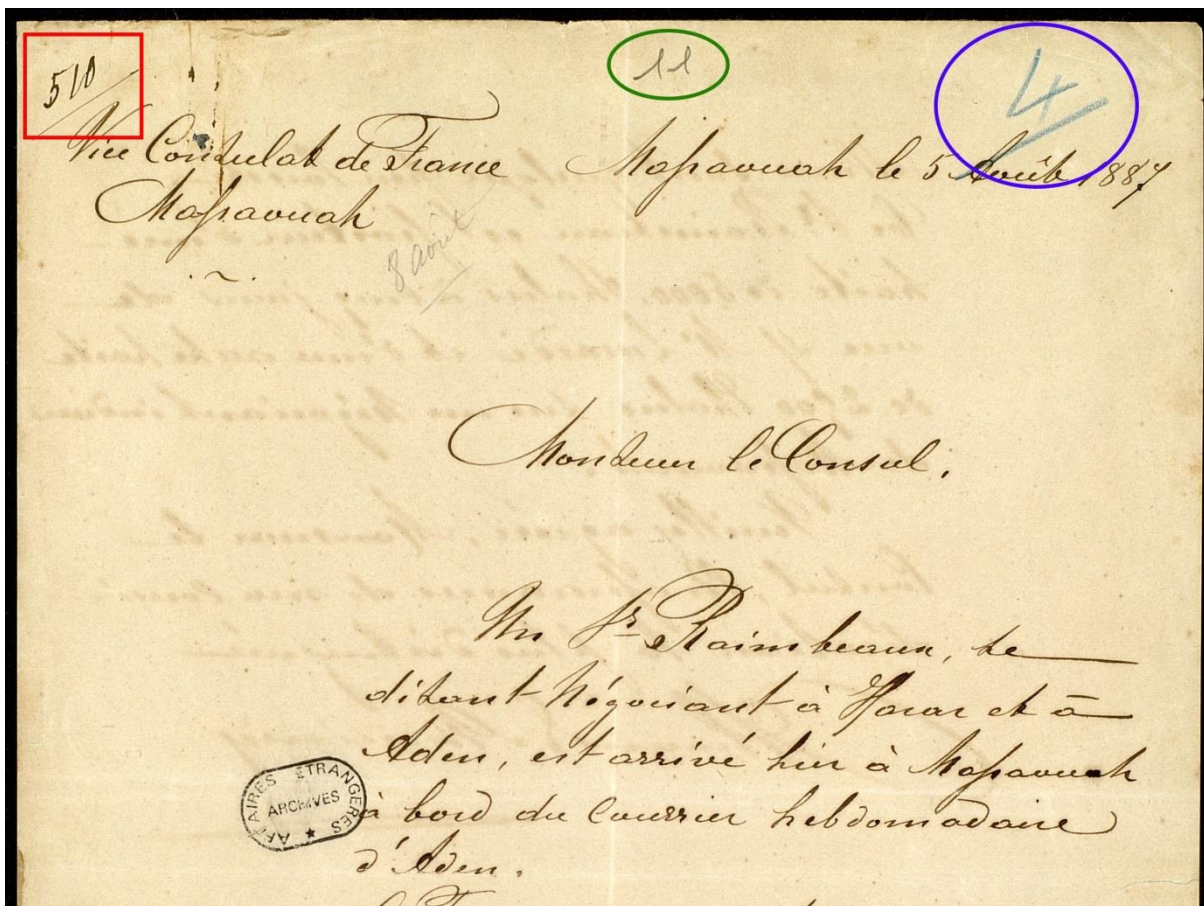 510
11
4
Vice Consulat de France
Massaouah le 5 Août 1887
Massaouah
8 août
Monsieur le Consul,
Un Sr Raimbeaux, se
disant Négociant à Harar et à
Aden, est arrivé hier à Massaouah
à bord du Courrier hebdomadaire
d'Aden.
AFFAIRES ETRANGERES
ARCHIVES